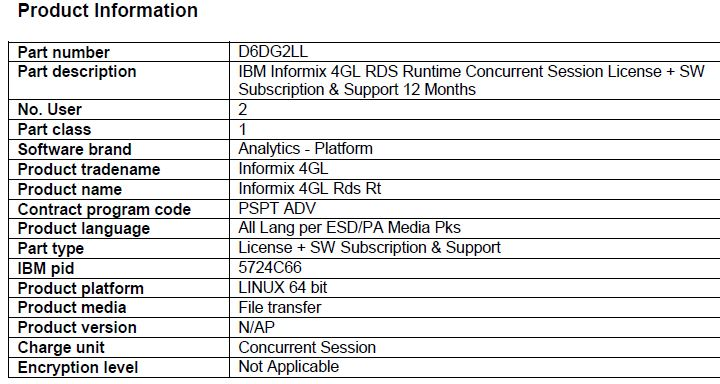 Product Information
Part number D6DG2LL
Part description IBM Informix 4GL RDS Runtime Concurrent Session License + SW
Subscription & Support 12 Months
No. User 2
Part class 1
Software brand Analytics - Platform
Product tradename Informix 4GL
Product name Informix 4GL Rds Rt
Contract program code PSPT ADV
Product language All Lang per ESD/PA Media Pks
Part type License + SW Subscription & Support
IBM pid 5724C66
Product platform LINUX 64 bit
Product media File transfer
Product version N/AP
Charge unit Concurrent Session
Encryption level Not Applicable